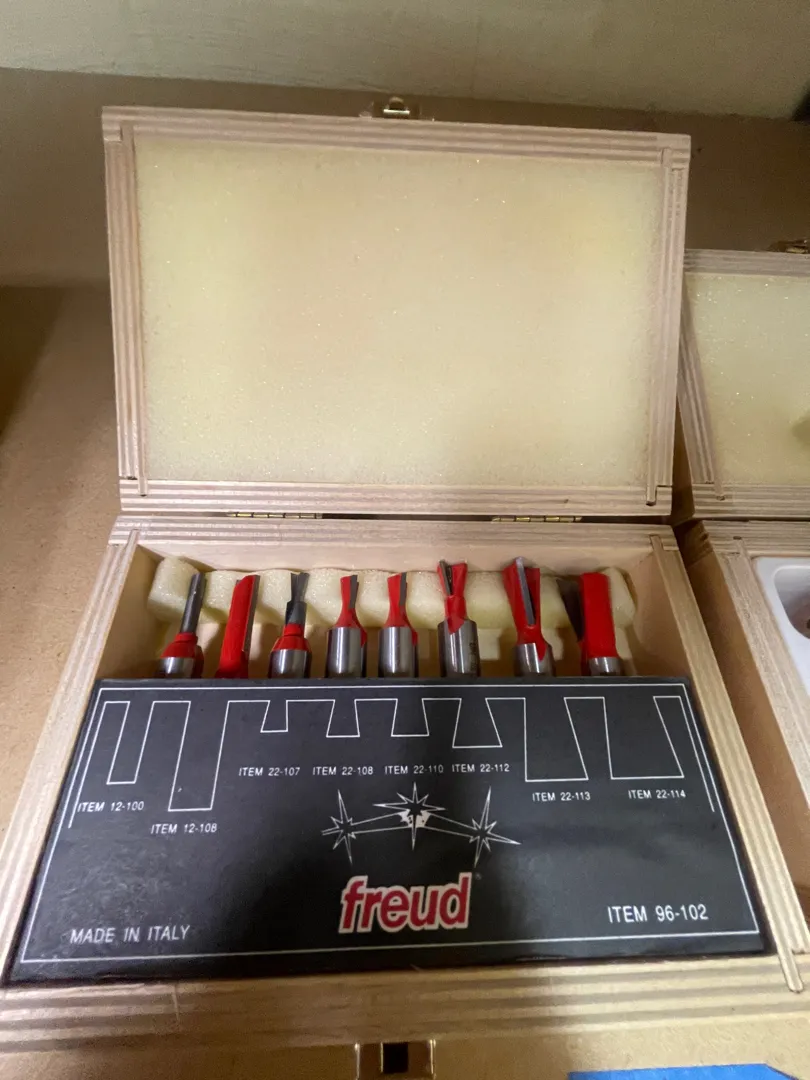 ITEM 12-100
ITEM 12-108
ITEM 22-107
ITEM 22-108
ITEM 22-110
ITEM 22-112
ITEM 22-113
ITEM 22-114
freud
MADE IN ITALY
ITEM 96-102